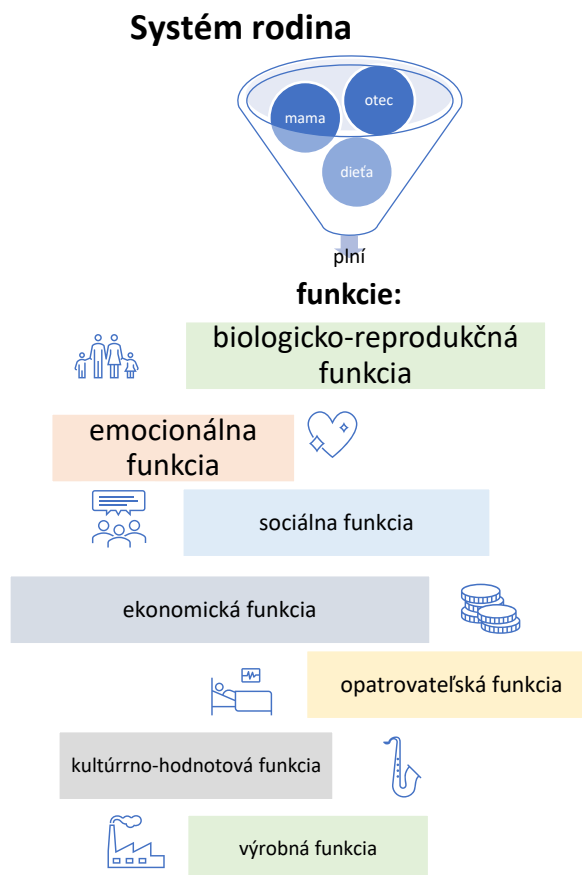 Systém rodina
otec
mama
dieťa
plní
funkcie:
biologicko-reprodukčná
funkcia
emocionálna
funkcia
sociálna funkcia
ekonomická funkcia
opatrovateľská funkcia
kultúrrno-hodnotová funkcia
výrobná funkcia